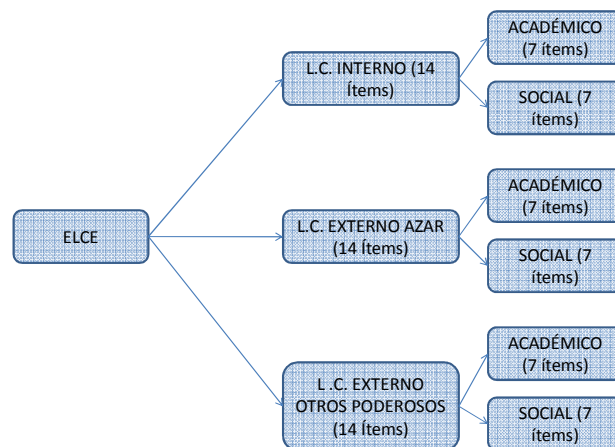 ACADÉMICO
(7 ítems)
L.C. INTERNO (14
Ítems)
SOCIAL (7
ítems)
ACADÉMICO
(7 ítems)
ELCE
L.C. EXTERNO AZAR
(14 Ítems)
SOCIAL (7
ítems)
ACADÉMICO
(7 ítems)
L .C. EXTERNO
OTROS PODEROSOS
(14 Ítems)
SOCIAL (7
ítems)